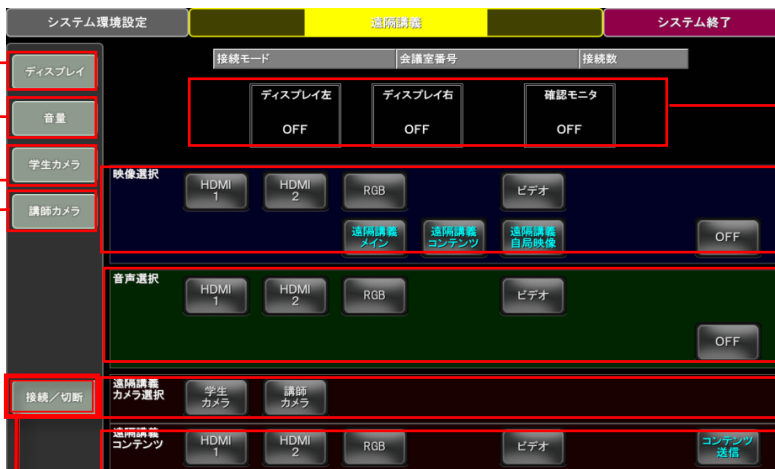 システム環境設定
遠隔講義
システム終了
接続モード
会議室番号
接続数
ディスプレイ
音量
学生カメラ
講師カメラ
接続／切断
ディスプレイ左
OFF
ディスプレイ右
OFF
確認モニタ
OFF
映像選択
HDMI
1
HDMI
2
RGB
ビデオ
遠隔講義
メイン
遠隔講義
コンテンツ
遠隔講義
自局映像
OFF
音声選択
HDMI
1
HDMI
2
RGB
ビデオ
OFF
遠隔講義
カメラ選択
学生
カメラ
講師
カメラ
遠隔講義
コンテンツ
HDMI
1
HDMI
2
RGB
ビデオ
コンテンツ
送信